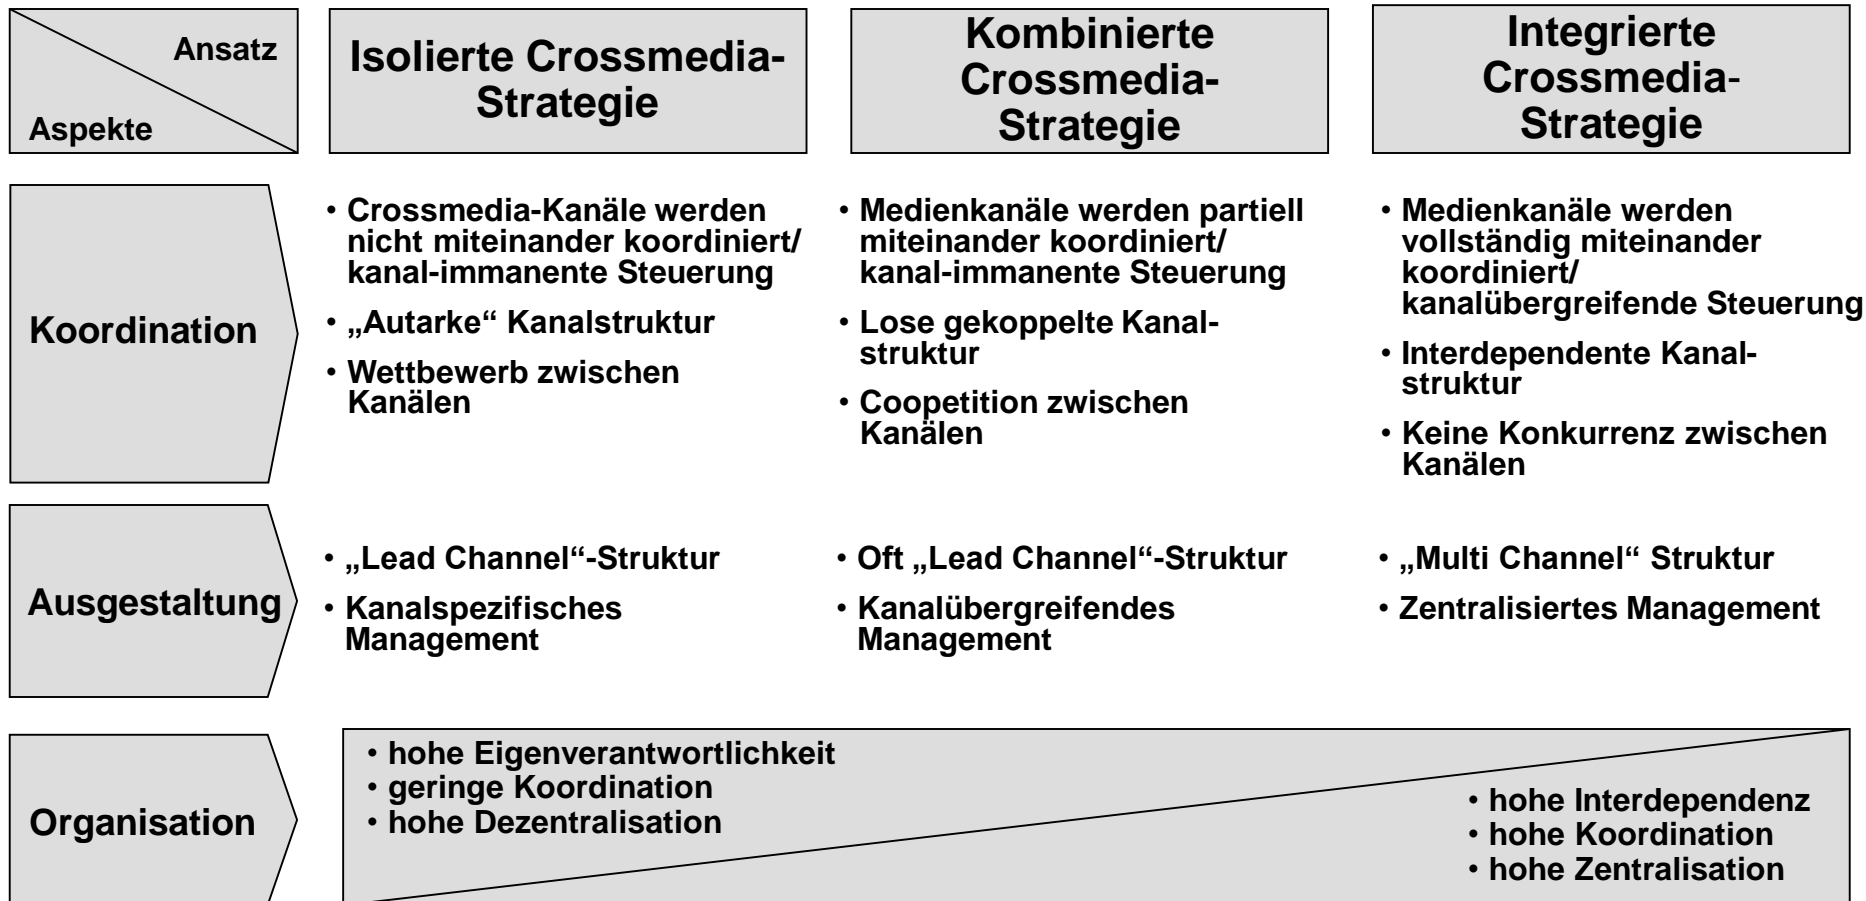 Ansatz
Aspekte
Isolierte Crossmedia-
Strategie
Kombinierte
Crossmedia-
Strategie
Integrierte
Crossmedia-
Strategie
Koordination
• Crossmedia-Kanäle werden
nicht miteinander koordiniert/
kanal-immanente Steuerung
• „Autarke“ Kanalstruktur
• Wettbewerb zwischen
Kanälen
• Medienkanäle werden partiell
miteinander koordiniert/
kanal-immanente Steuerung
• Lose gekoppelte Kanal-
struktur
• Coopetition zwischen
Kanälen
• Medienkanäle werden
vollständig miteinander
koordiniert/
kanalübergreifende Steuerung
• Interdependente Kanal-
struktur
• Keine Konkurrenz zwischen
Kanälen
Ausgestaltung
• „Lead Channel“-Struktur
• Kanalspezifisches
Management
• Oft „Lead Channel“-Struktur
• Kanalübergreifendes
Management
• „Multi Channel“ Struktur
• Zentralisiertes Management
Organisation
• hohe Eigenverantwortlichkeit
• geringe Koordination
• hohe Dezentralisation
• hohe Interdependenz
• hohe Koordination
• hohe Zentralisation